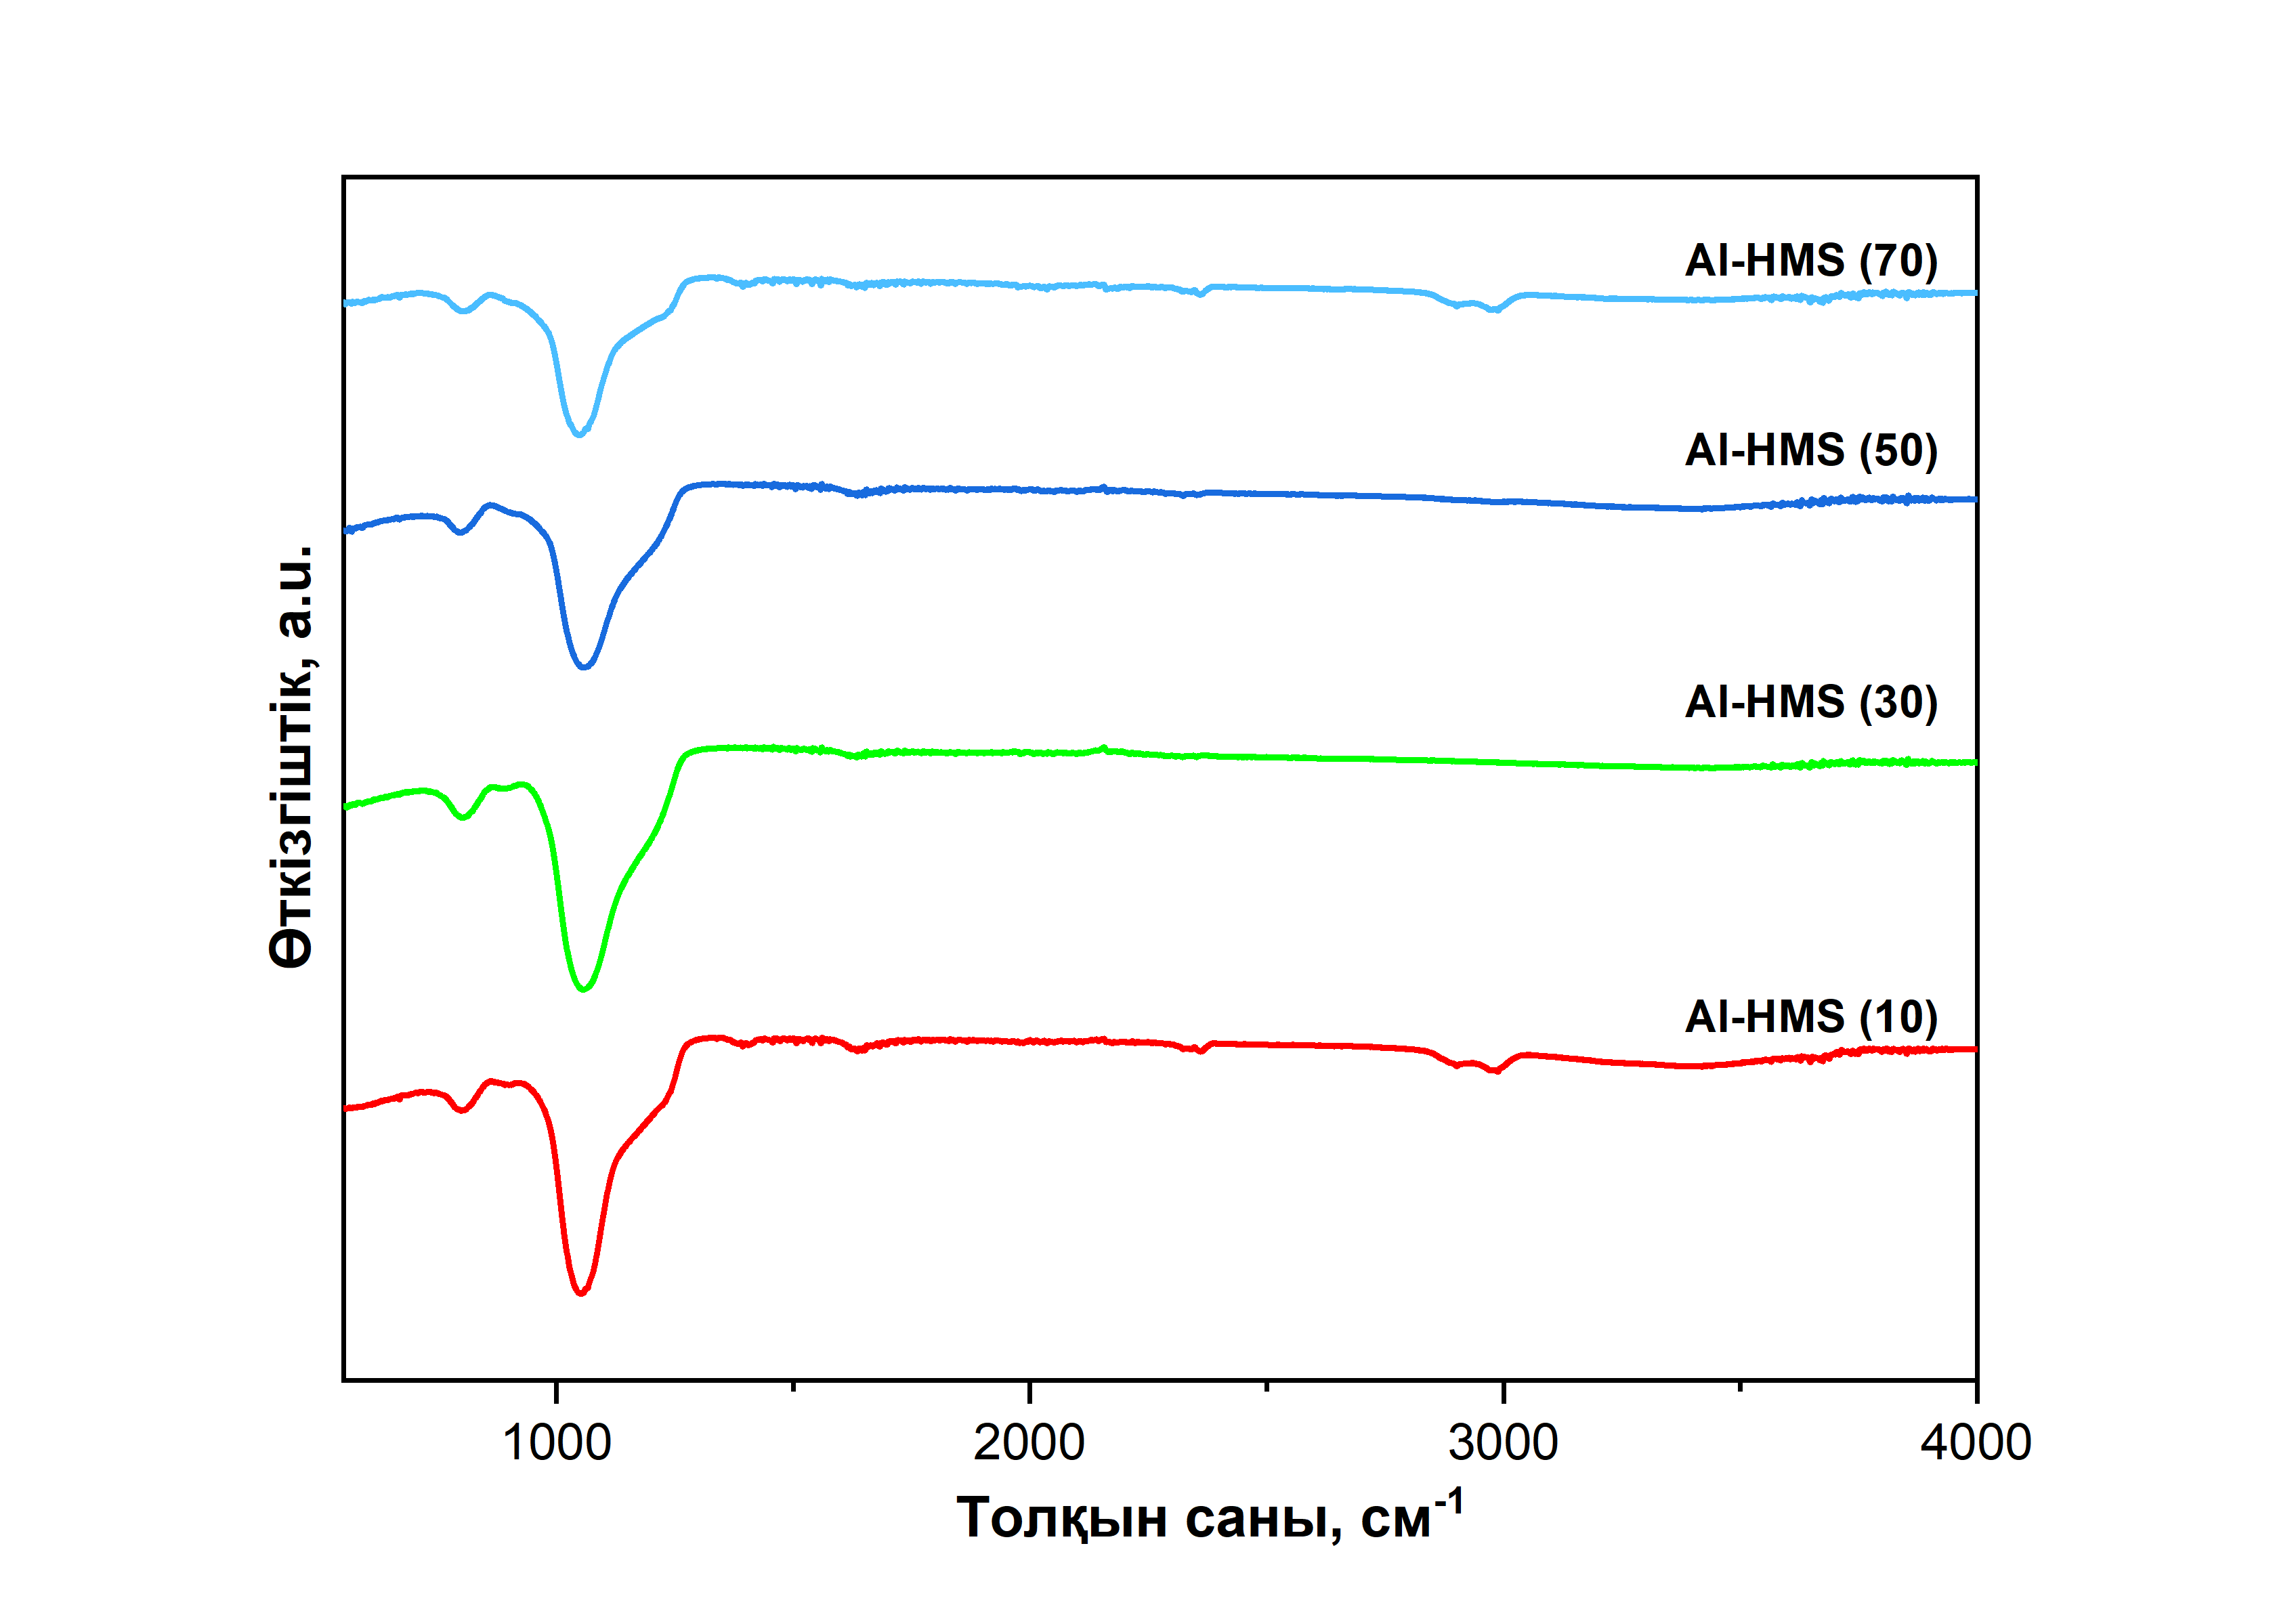 Al-HMS (70)
Al-HMS (50)
Al-HMS (30)
Al-HMS (10)
Өткізгіштік, a.u.
1000
2000
3000
4000
Толқын саны, см⁻¹